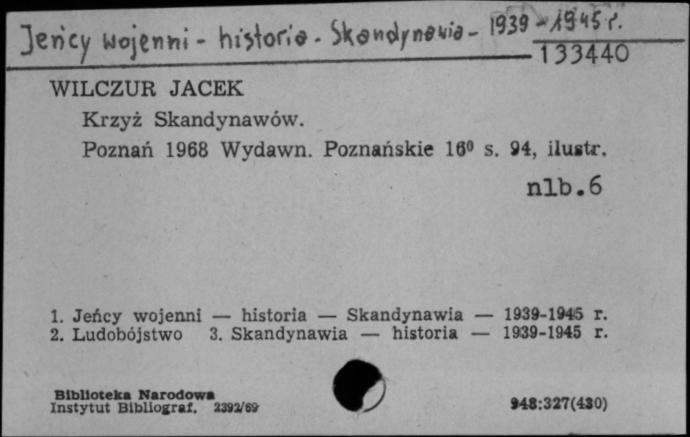 Jeńcy wojenni - historia - Skandynawia - 1939-1945 r.
133440
WILCZUR JACEK
Krzyż Skandynawów.
Poznań 1968 Wydawn. Poznańskie 16⁰ s. 94, ilustr.
nlb.6
1. Jeńcy wojenni — historia — Skandynawia — 1939-1945 r.
2. Ludobójstwo 3. Skandynawia — historia — 1939-1945 r.
Biblioteka Narodowa
Instytut Bibliograf. 2392/69
948:327(430)